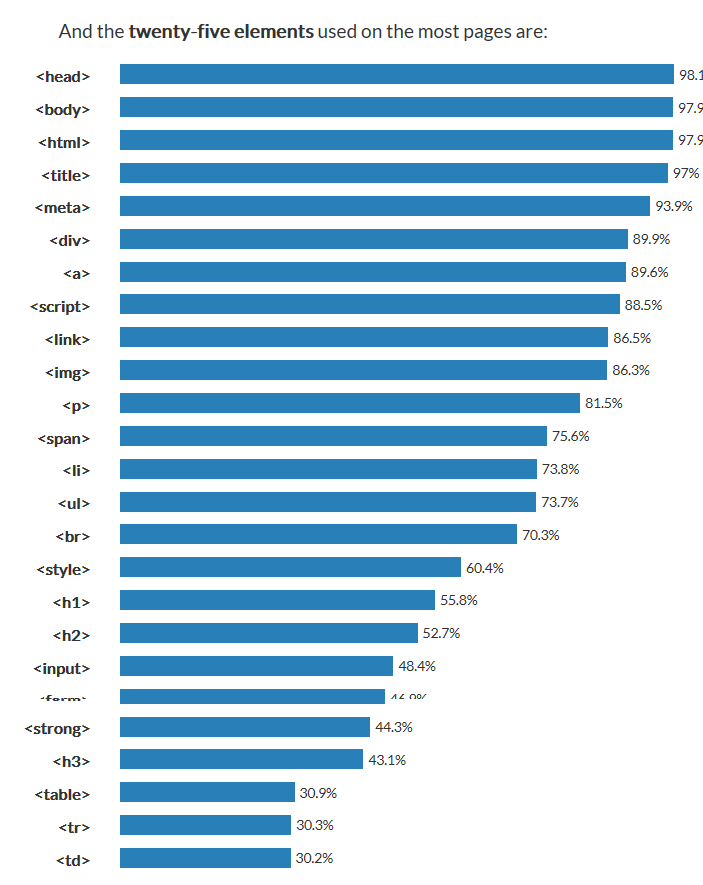 And the twenty-five elements used on the most pages are:
<head> 98.1
<body> 97.9
<html> 97.9
<title> 97%
<meta> 93.9%
<div> 89.9%
<a> 89.6%
<script> 88.5%
<link> 86.5%
<img> 86.3%
<p> 81.5%
<span> 75.6%
<li> 73.8%
<ul> 73.7%
<br> 70.3%
<style> 60.4%
<h1> 55.8%
<h2> 52.7%
<input> 48.4%
<form> 46.9%
<strong> 44.3%
<h3> 43.1%
<table> 30.9%
<tr> 30.3%
<td> 30.2%